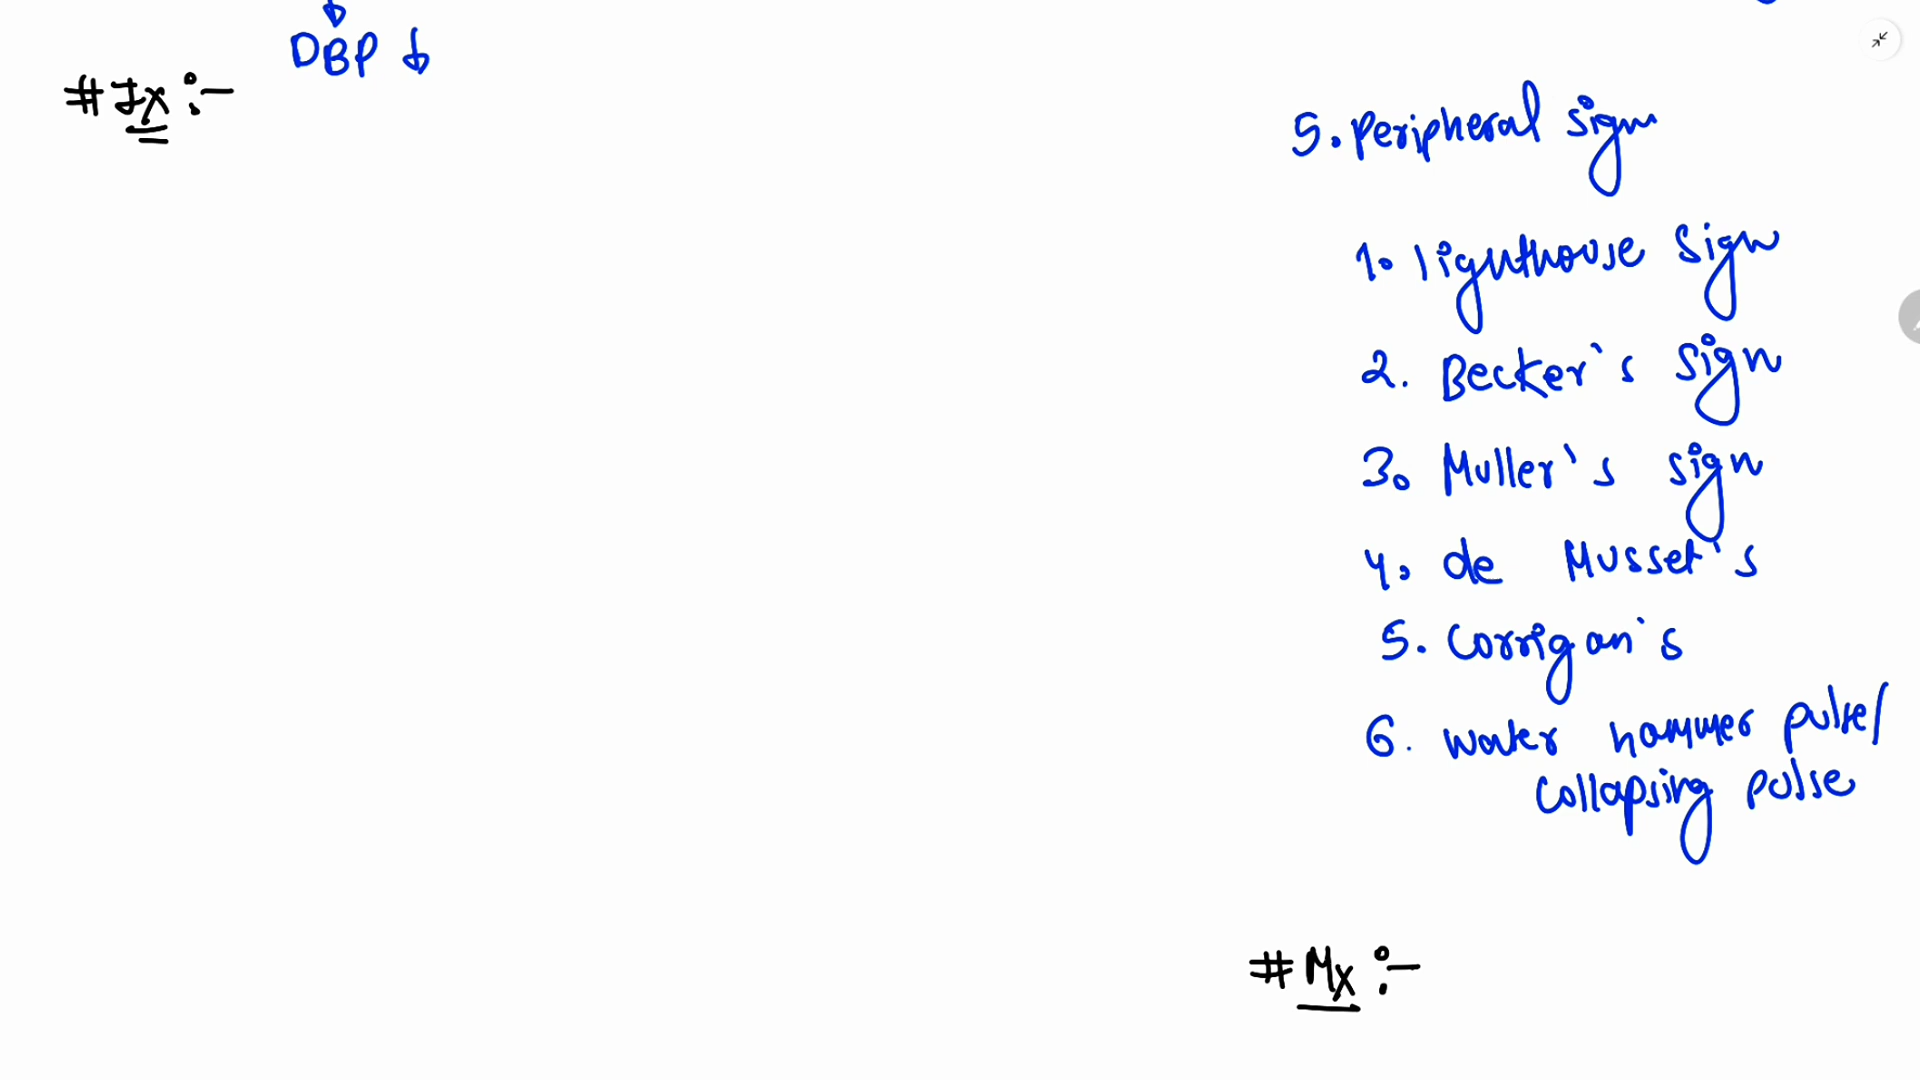 DBP ↓
# Ix :-
5. Peripheral sign
1. lighthouse sign
2. Becker's sign
3. Muller's sign
4. de Musset's
5. Corrigan's
6. Water hammer pulse/
collapsing pulse
# Mx :-